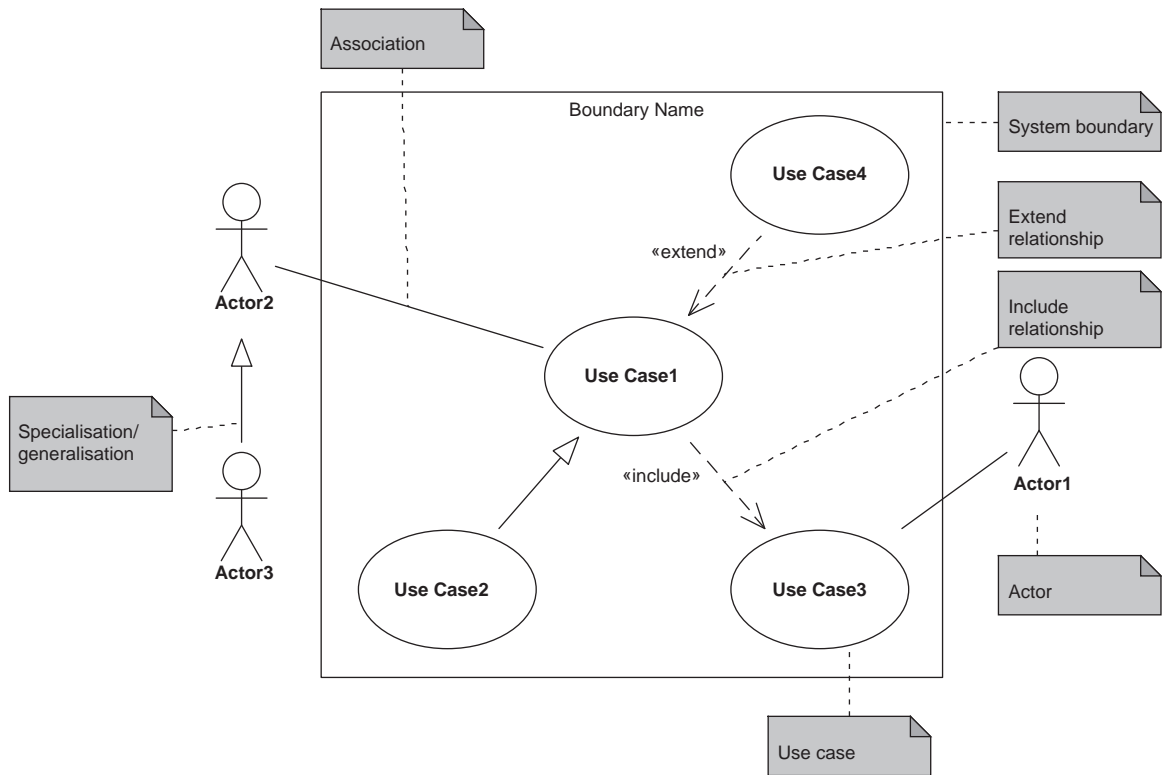 Association
Boundary Name
System boundary
Use Case4
Extend
relationship
«extend»
Actor2
Include
relationship
Use Case1
Specialisation/
generalisation
«include»
Actor1
Actor3
Use Case2
Use Case3
Actor
Use case